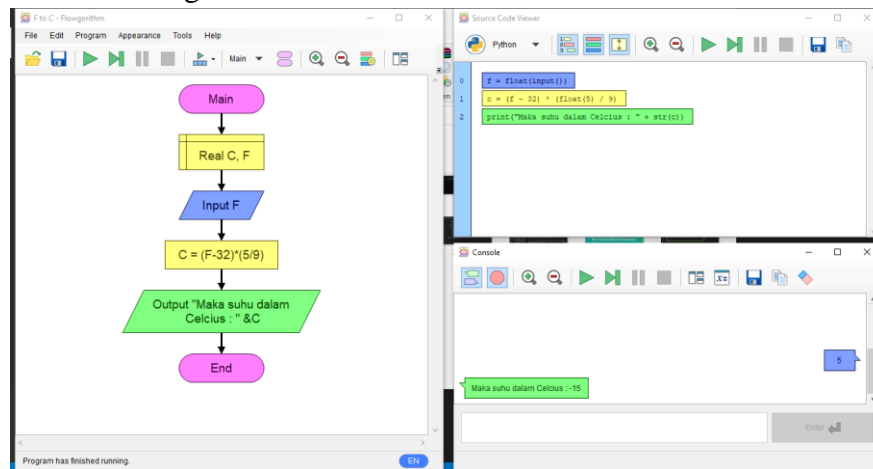 F to C - Flowgorithm
File Edit Program Appearance Tools Help
Main
Main
Real C, F
Input F
C = (F-32)*(5/9)
Output "Maka suhu dalam
Celcius : " &C
End
Program has finished running.
EN
Source Code Viewer
Python
0 f = float(input())
1 c = (f - 32) * (float(5) / 9)
2 print("Maka suhu dalam Celcius : " + str(c))
Console
5
Maka suhu dalam Celcius : -15
Enter